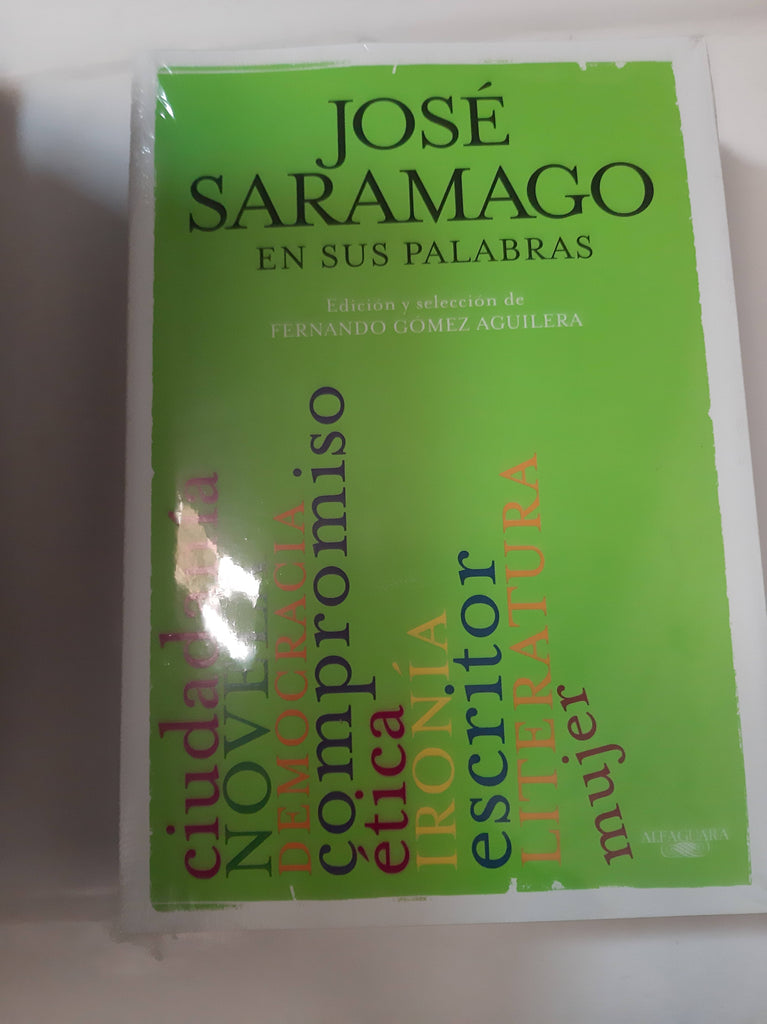 JOSÉ
SARAMAGO
EN SUS PALABRAS
Edición y selección de
FERNANDO GÓMEZ AGUILERA
ciudadanía
NOVELA
DEMOCRACIA
compromiso
ética
IRONÍA
escritor
LITERATURA
mujer
ALFAGUARA